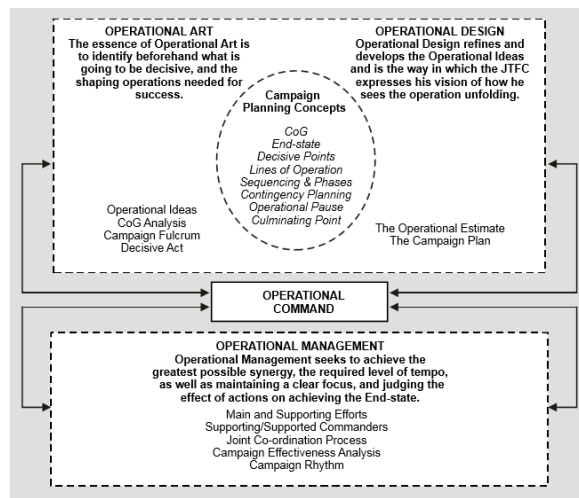 OPERATIONAL ART
The essence of Operational Art is
to identify beforehand what is
going to be decisive, and the
shaping operations needed for
success.
OPERATIONAL DESIGN
Operational Design refines and
develops the Operational Ideas
and is the way in which the JTFC
expresses his vision of how he
sees the operation unfolding.
Campaign
Planning Concepts
CoG
End-state
Decisive Points
Lines of Operation
Sequencing & Phases
Contingency Planning
Operational Pause
Culminating Point
Operational Ideas
CoG Analysis
Campaign Fulcrum
Decisive Act
The Operational Estimate
The Campaign Plan
OPERATIONAL
COMMAND
OPERATIONAL MANAGEMENT
Operational Management seeks to achieve the
greatest possible synergy, the required level of tempo,
as well as maintaining a clear focus, and judging the
effect of actions on achieving the End-state.
Main and Supporting Efforts
Supporting/Supported Commanders
Joint Co-ordination Process
Campaign Effectiveness Analysis
Campaign Rhythm